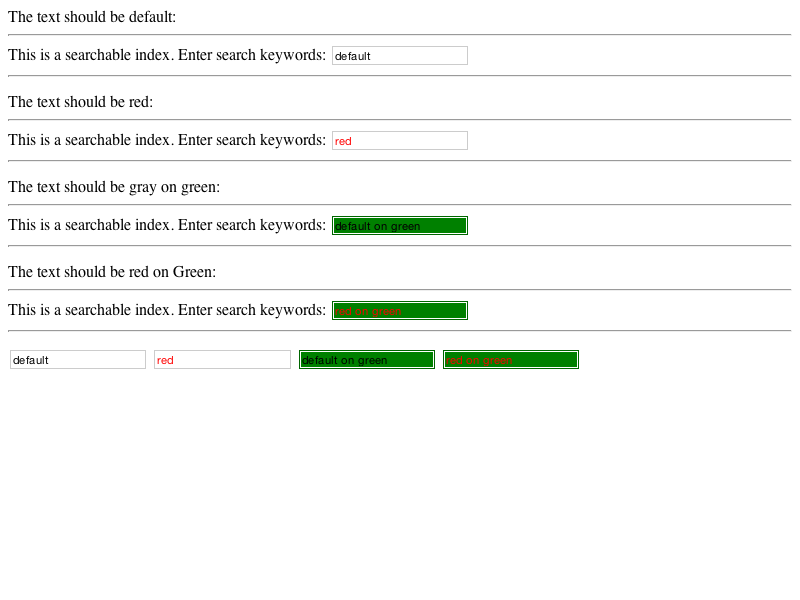 The text should be default:
This is a searchable index. Enter search keywords: default
The text should be red:
This is a searchable index. Enter search keywords: red
The text should be gray on green:
This is a searchable index. Enter search keywords: default on green
The text should be red on Green:
This is a searchable index. Enter search keywords: red on green
default red default on green red on green